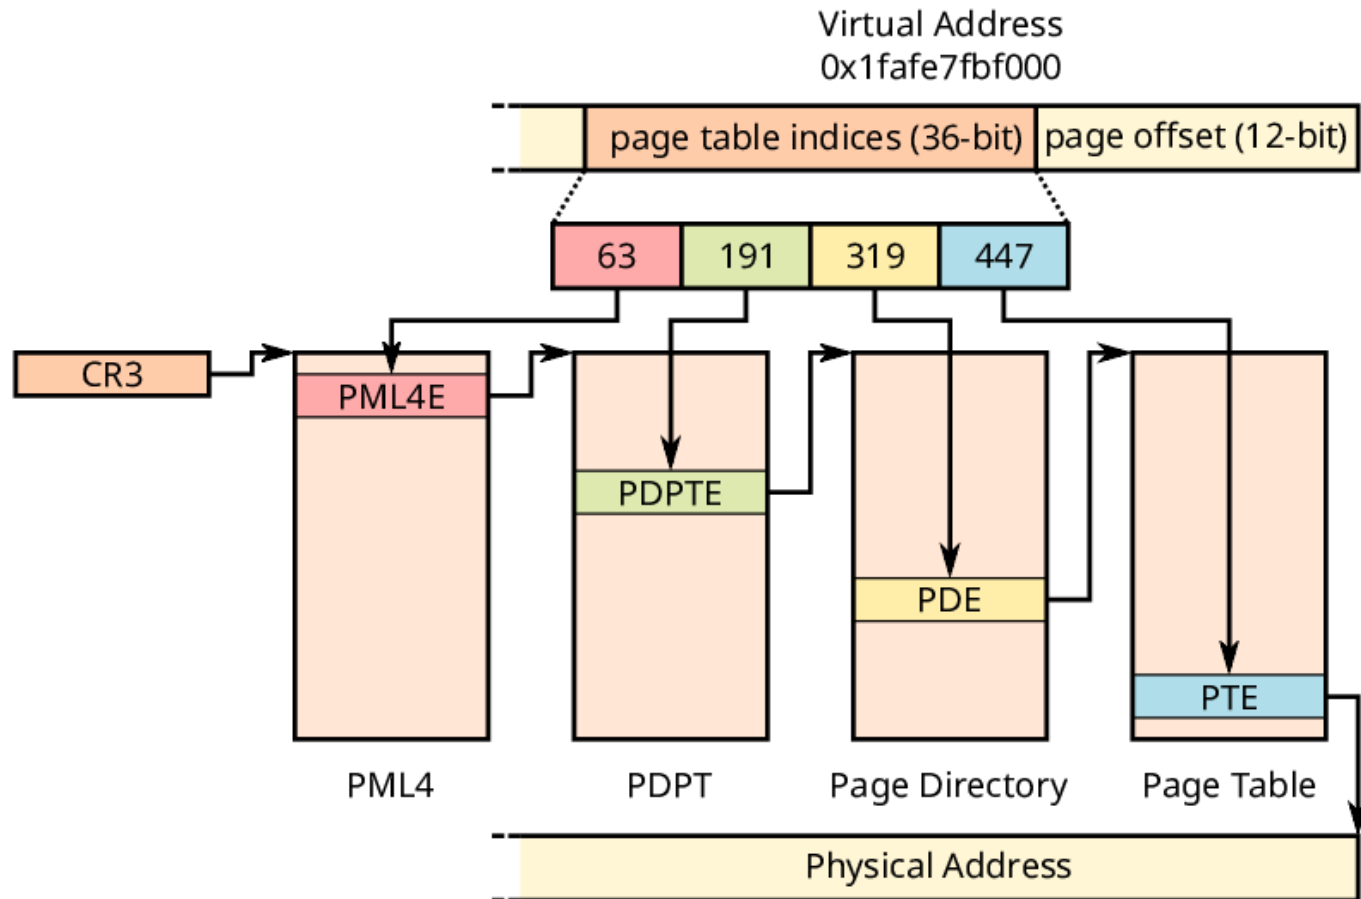 Virtual Address
0x1fafe7fbf000
page table indices (36-bit) page offset (12-bit)
63 191 319 447
CR3
PML4E
PDPTE
PDE
PTE
PML4 PDPT Page Directory Page Table
Physical Address